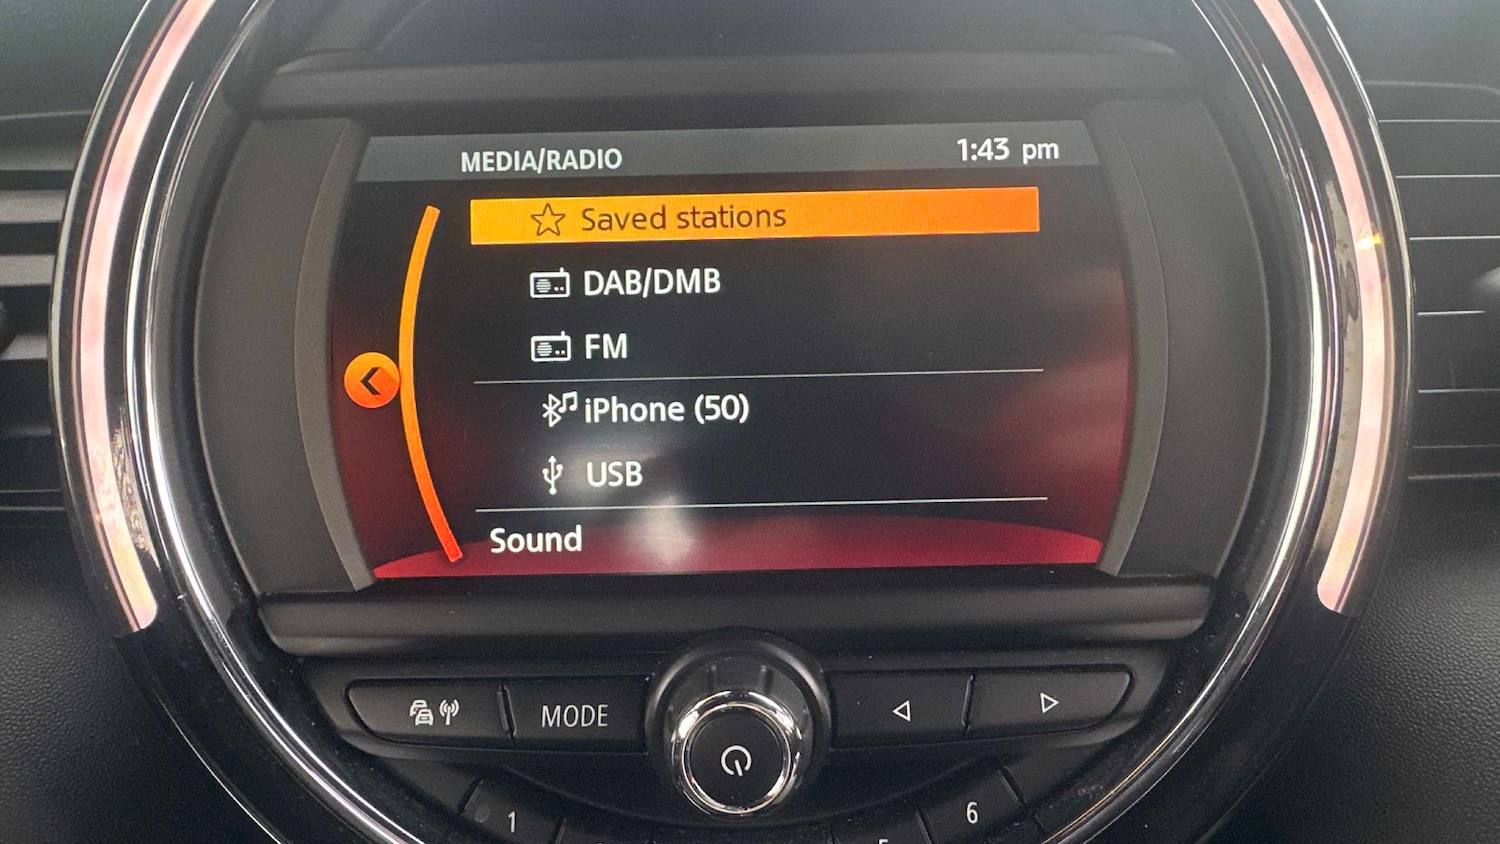 MEDIA/RADIO 1:43 pm
Saved stations
DAB/DMB
FM
iPhone (50)
USB
Sound
MODE
1 6